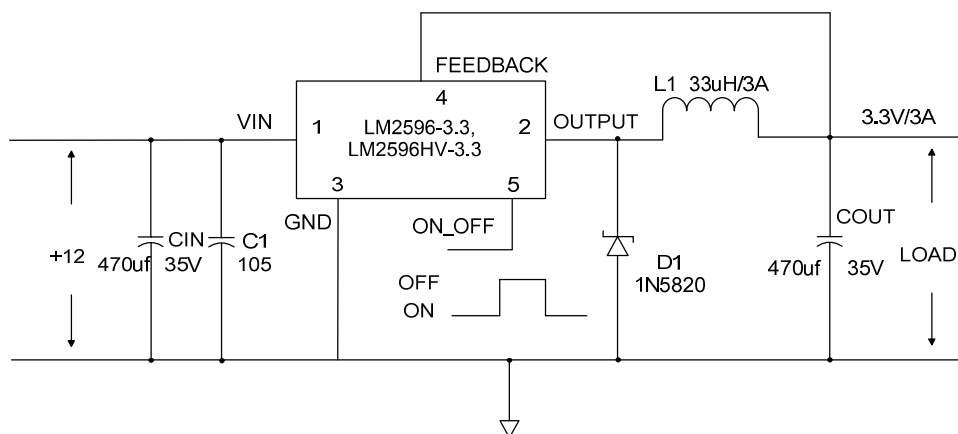 FEEDBACK
L1 33uH/3A
4
VIN
1
LM2596-3.3,
LM2596HV-3.3
2
OUTPUT
3.3V/3A
3
5
GND
ON_OFF
COUT
+12
CIN
470uf 35V
C1
105
OFF
ON
D1
1N5820
470uf 35V
LOAD